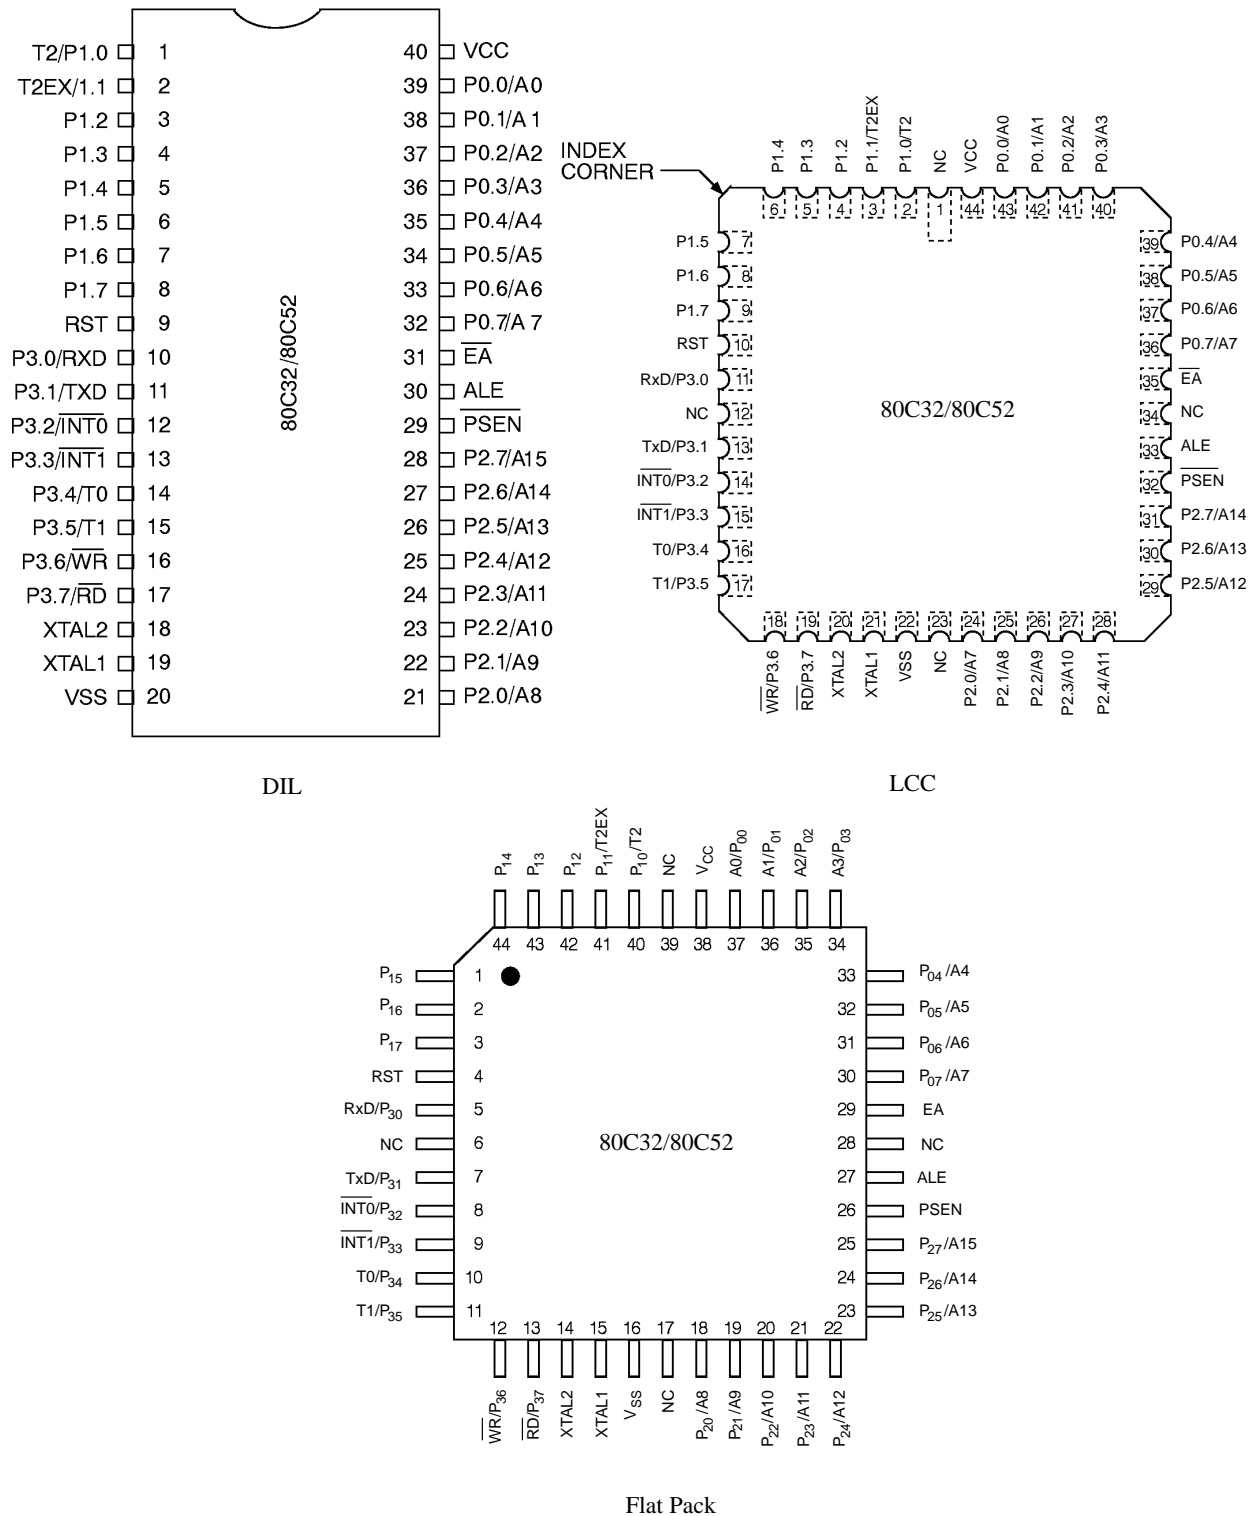 T2/P1.0 1 40 VCC
T2EX/1.1 2 39 P0.0/A0
P1.2 3 38 P0.1/A 1
P1.3 4 37 P0.2/A2
P1.4 5 36 P0.3/A3
P1.5 6 35 P0.4/A4
P1.6 7 34 P0.5/A5
P1.7 8 33 P0.6/A6
RST 9 32 P0.7/A 7
P3.0/RXD 10 31 EA
P3.1/TXD 11 30 ALE
P3.2/INT0 12 29 PSEN
P3.3/INT1 13 28 P2.7/A15
P3.4/T0 14 27 P2.6/A14
P3.5/T1 15 26 P2.5/A13
P3.6/WR 16 25 P2.4/A12
P3.7/RD 17 24 P2.3/A11
XTAL2 18 23 P2.2/A10
XTAL1 19 22 P2.1/A9
VSS 20 21 P2.0/A8
80C32/80C52
DIL
INDEX
CORNER
P1.4 P1.3 P1.2 P1.1/T2EX P1.0/T2 NC VCC P0.0/A0 P0.1/A1 P0.2/A2 P0.3/A3
6 5 4 3 2 1 44 43 42 41 40
P1.5 7 39 P0.4/A4
P1.6 8 38 P0.5/A5
P1.7 9 37 P0.6/A6
RST 10 36 P0.7/A7
RxD/P3.0 11 35 EA
NC 12 34 NC
TxD/P3.1 13 33 ALE
INT0/P3.2 14 32 PSEN
INT1/P3.3 15 31 P2.7/A14
T0/P3.4 16 30 P2.6/A13
T1/P3.5 17 29 P2.5/A12
80C32/80C52
18 19 20 21 22 23 24 25 26 27 28
WR/P3.6 RD/P3.7 XTAL2 XTAL1 VSS NC P2.0/A7 P2.1/A8 P2.2/A9 P2.3/A10 P2.4/A11
LCC
P14 P13 P12 P11/T2EX P10/T2 NC VCC A0/P00 A1/P01 A2/P02 A3/P03
44 43 42 41 40 39 38 37 36 35 34
P15 1 33 P04/A4
P16 2 32 P05/A5
P17 3 31 P06/A6
RST 4 30 P07/A7
RxD/P30 5 29 EA
NC 6 28 NC
TxD/P31 7 27 ALE
INT0/P32 8 26 PSEN
INT1/P33 9 25 P27/A15
T0/P34 10 24 P26/A14
T1/P35 11 23 P25/A13
80C32/80C52
12 13 14 15 16 17 18 19 20 21 22
WR/P36 RD/P37 XTAL2 XTAL1 VSS NC P20/A8 P21/A9 P22/A10 P23/A11 P24/A12
Flat Pack